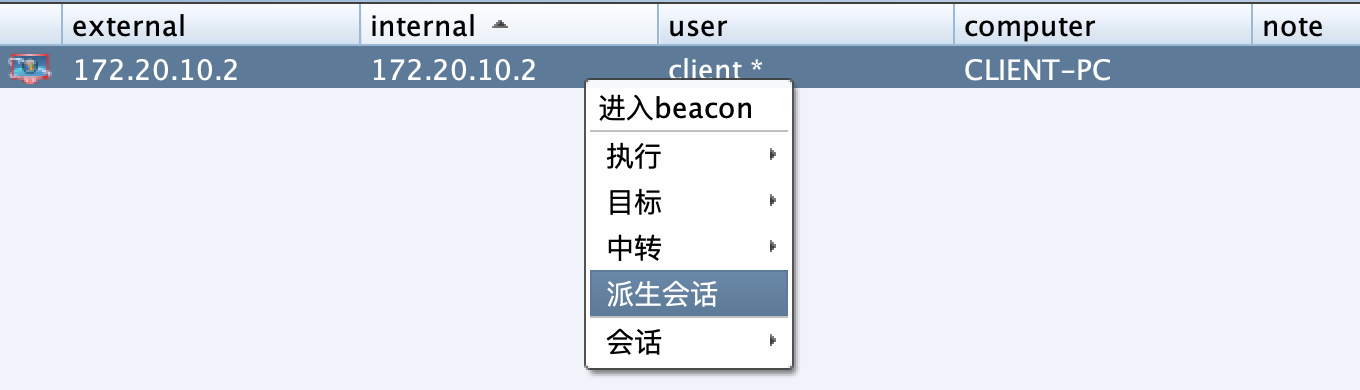 external internal user computer note
172.20.10.2 172.20.10.2 client * CLIENT-PC
进入beacon
执行
目标
中转
派生会话
会话